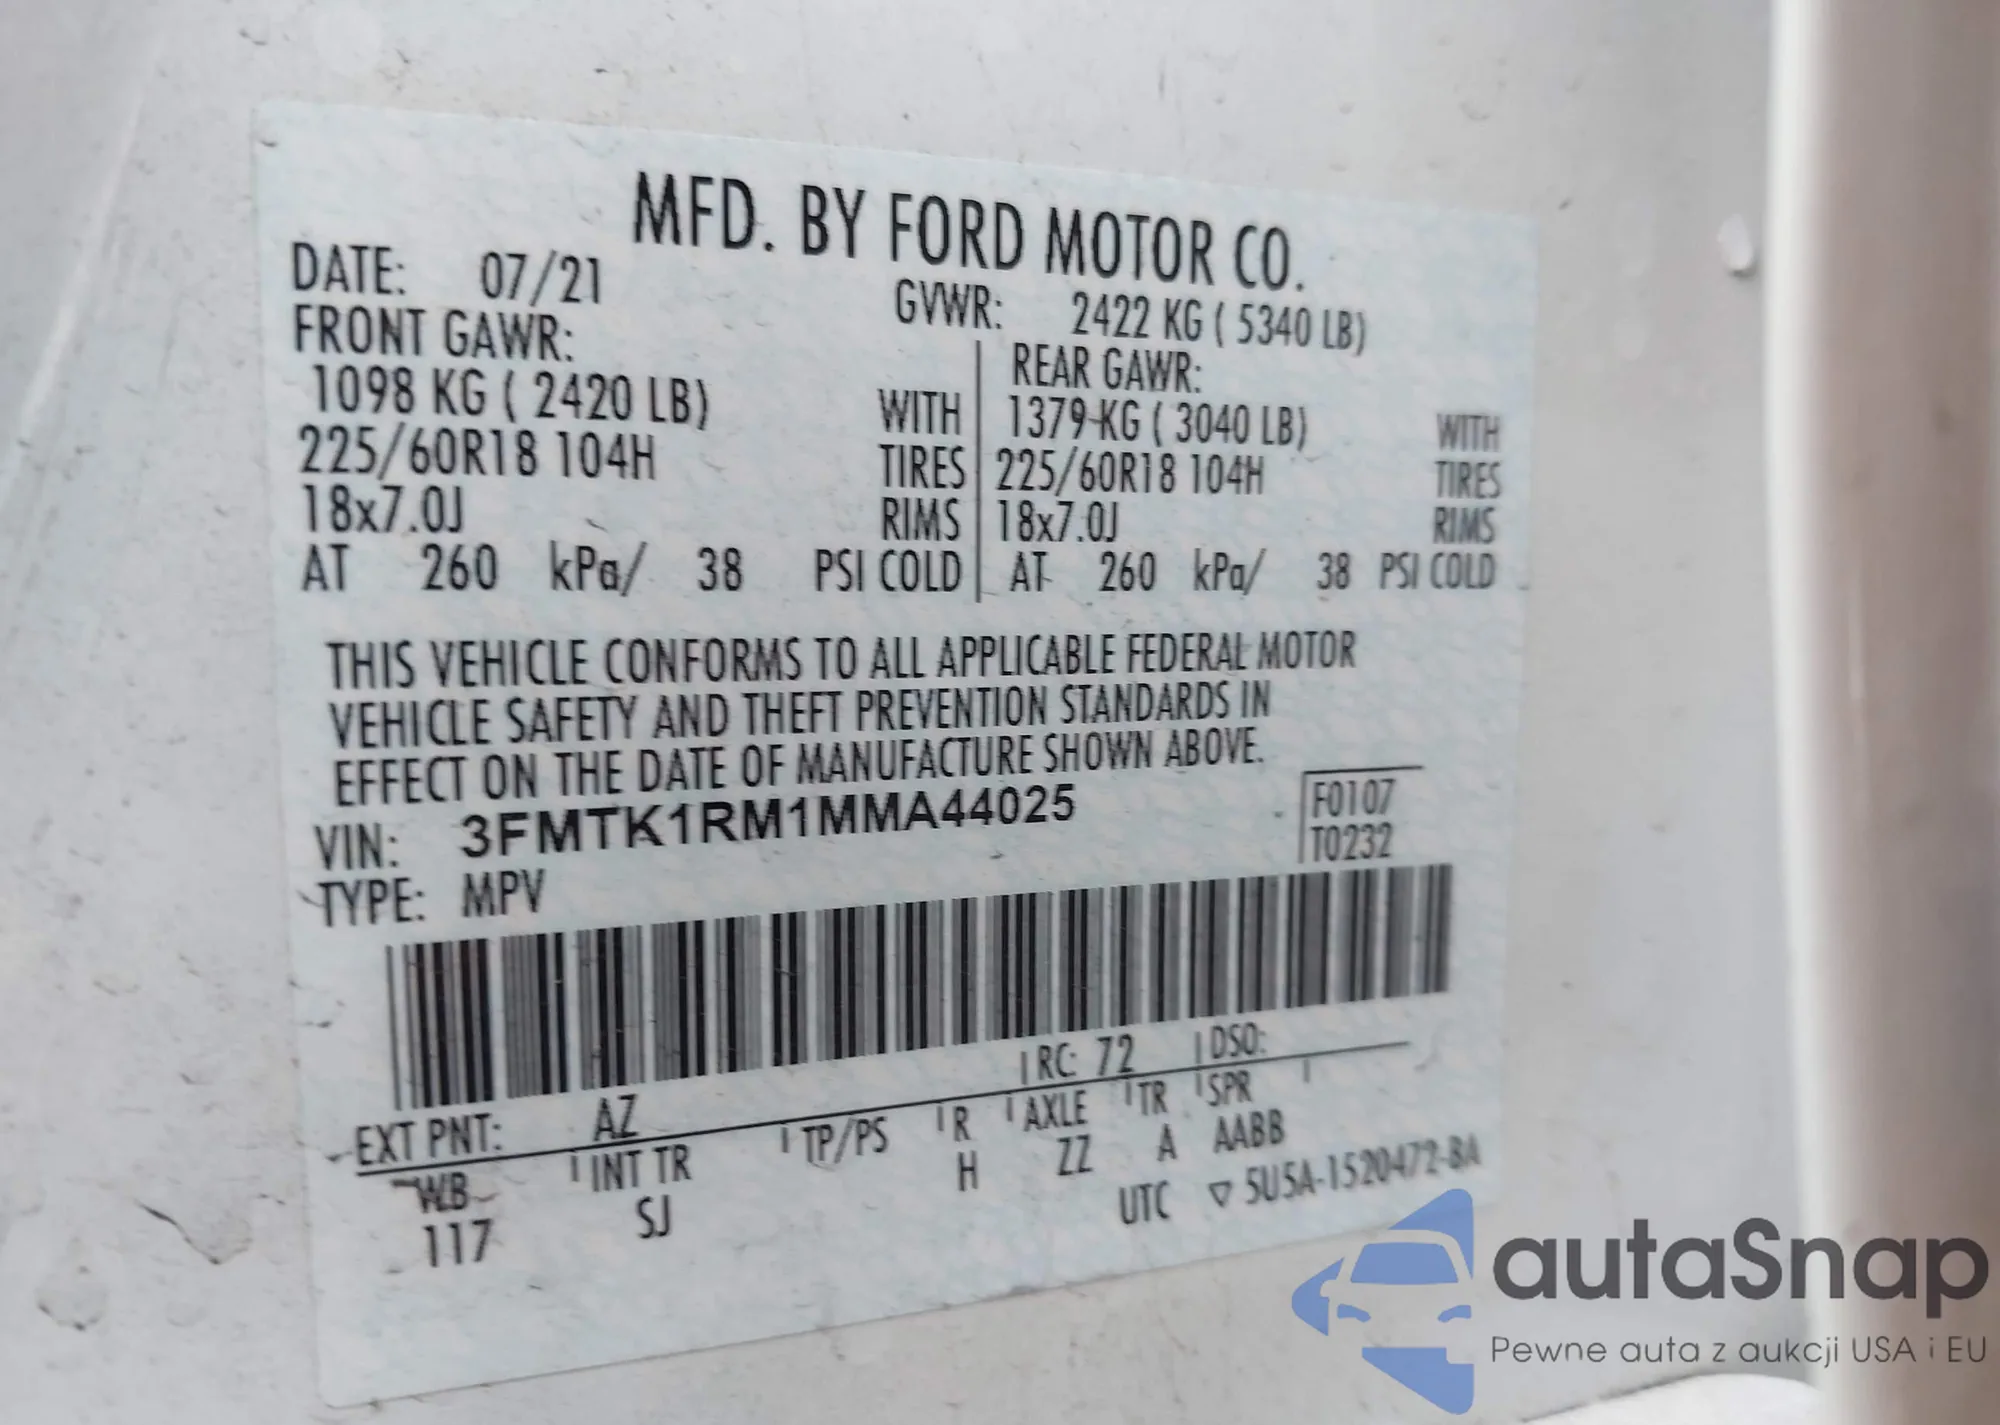 MFD. BY FORD MOTOR CO.
DATE: 07/21 GVWR: 2422 KG ( 5340 LB)
FRONT GAWR: REAR GAWR:
1098 KG ( 2420 LB) WITH 1379 KG ( 3040 LB) WITH
225/60R18 104H TIRES 225/60R18 104H TIRES
18x7.0J RIMS 18x7.0J RIMS
AT 260 kPa/ 38 PSI COLD AT 260 kPa/ 38 PSI COLD
THIS VEHICLE CONFORMS TO ALL APPLICABLE FEDERAL MOTOR
VEHICLE SAFETY AND THEFT PREVENTION STANDARDS IN
EFFECT ON THE DATE OF MANUFACTURE SHOWN ABOVE.
VIN: 3FMTK1RM1MMA44025 F0107
TYPE: MPV T0232
EXT PNT: AZ RC: 72 DSO:
WB INT TR TP/PS R AXLE TR SPR
117 SJ H ZZ A AABB
UTC ▽ 5U5A-1520472-BA
autaSnap
Pewne auta z aukcji USA i EU